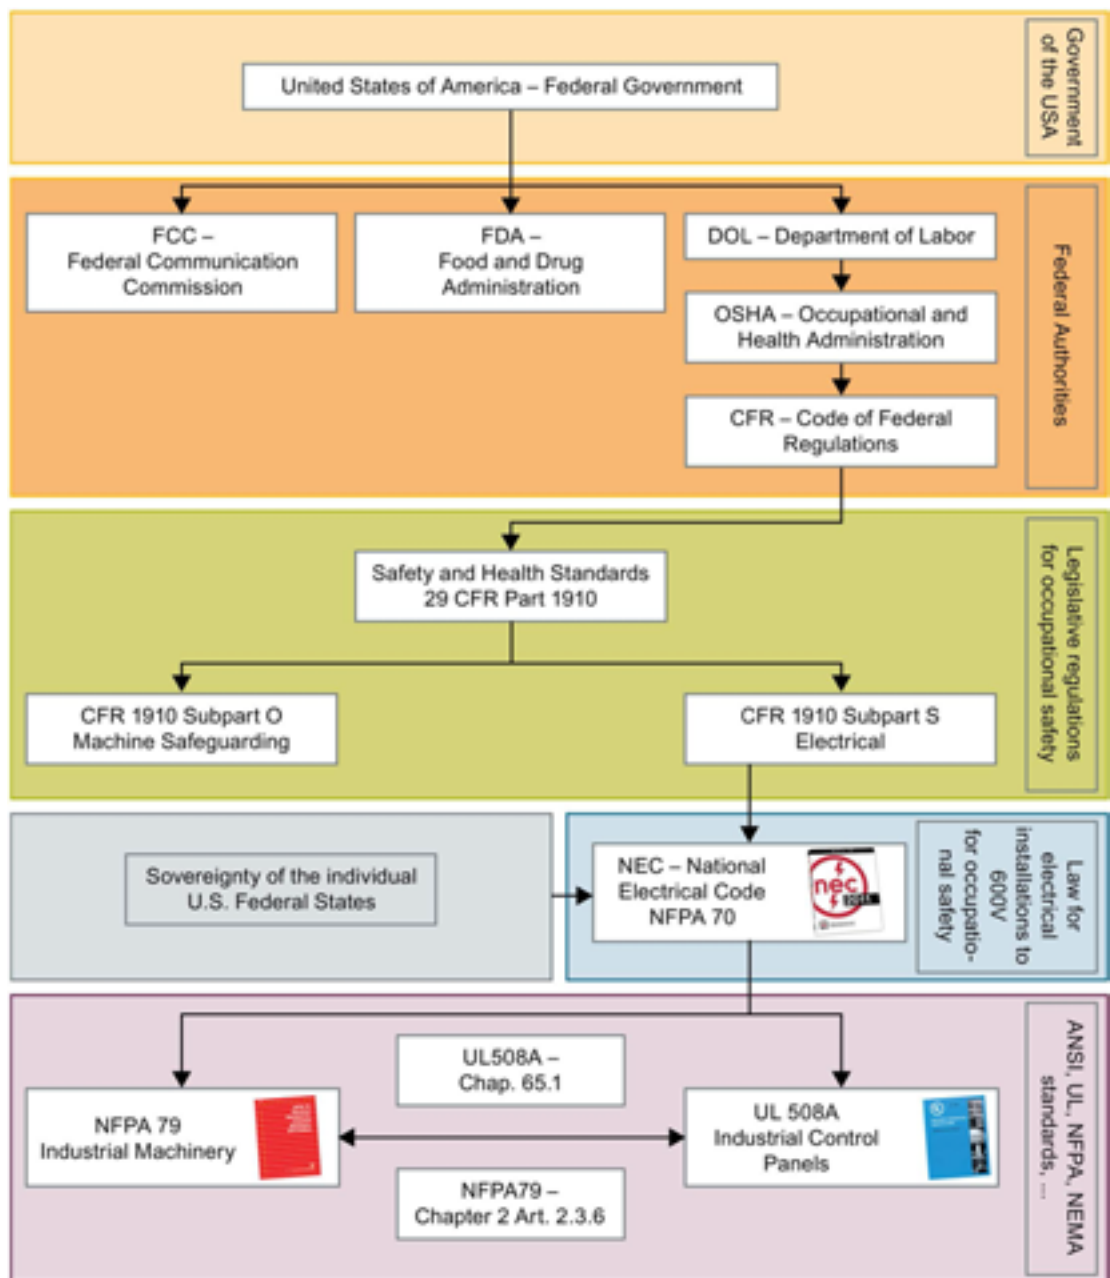 Government
of the USA
United States of America – Federal Government
Federal Authorities
FCC –
Federal Communication
Commission
FDA –
Food and Drug
Administration
DOL – Department of Labor
OSHA – Occupational and
Health Administration
CFR – Code of Federal
Regulations
Legislative regulations
for occupational safety
Safety and Health Standards
29 CFR Part 1910
CFR 1910 Subpart O
Machine Safeguarding
CFR 1910 Subpart S
Electrical
Sovereignty of the individual
U.S. Federal States
NEC – National
Electrical Code
NFPA 70
nec
Law for
electrical
installations to
600V
for occupatio-
nal safety
ANSI, UL, NFPA, NEMA
standards, ...
UL508A –
Chap. 65.1
NFPA 79
Industrial Machinery
UL 508A
Industrial Control
Panels
NFPA79 –
Chapter 2 Art. 2.3.6